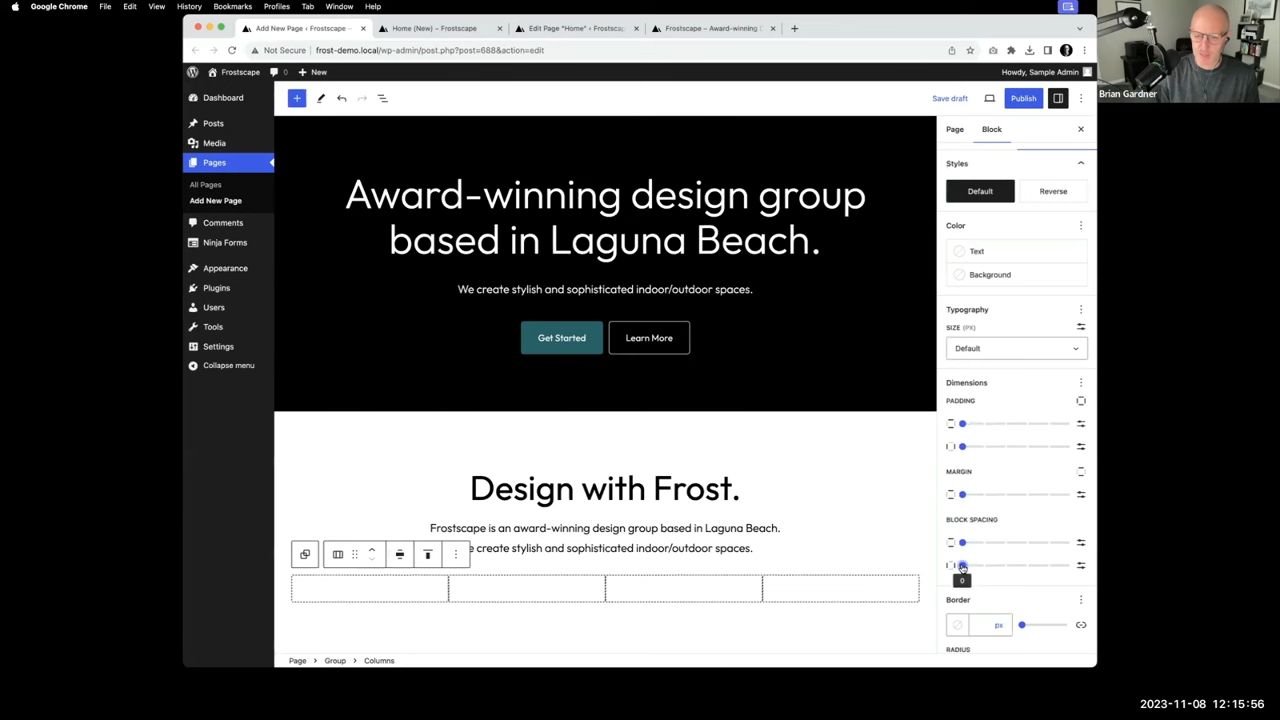 Google Chrome File Edit View History Bookmarks Profiles Tab Window Help
Add New Page ‹ Frostscape –
Home (New) – Frostscape
Edit Page "Home" ‹ Frostscap
Frostscape – Award-winning D
Not Secure frost-demo.local/wp-admin/post.php?post=688&action=edit
Brian Gardner
Frostscape 0 New
Howdy, Sample Admin
Dashboard
Posts
Media
Pages
All Pages
Add New Page
Comments
Ninja Forms
Appearance
Plugins
Users
Tools
Settings
Collapse menu
Save draft
Publish
Award-winning design group
based in Laguna Beach.
We create stylish and sophisticated indoor/outdoor spaces.
Get Started Learn More
Design with Frost.
Frostscape is an award-winning design group based in Laguna Beach.
e create stylish and sophisticated indoor/outdoor spaces.
Page Block
Styles
Default Reverse
Color
Text
Background
Typography
SIZE (PX)
Default
Dimensions
PADDING
MARGIN
BLOCK SPACING
0
Border
px
RADIUS
Page > Group > Columns
2023-11-08 12:15:56